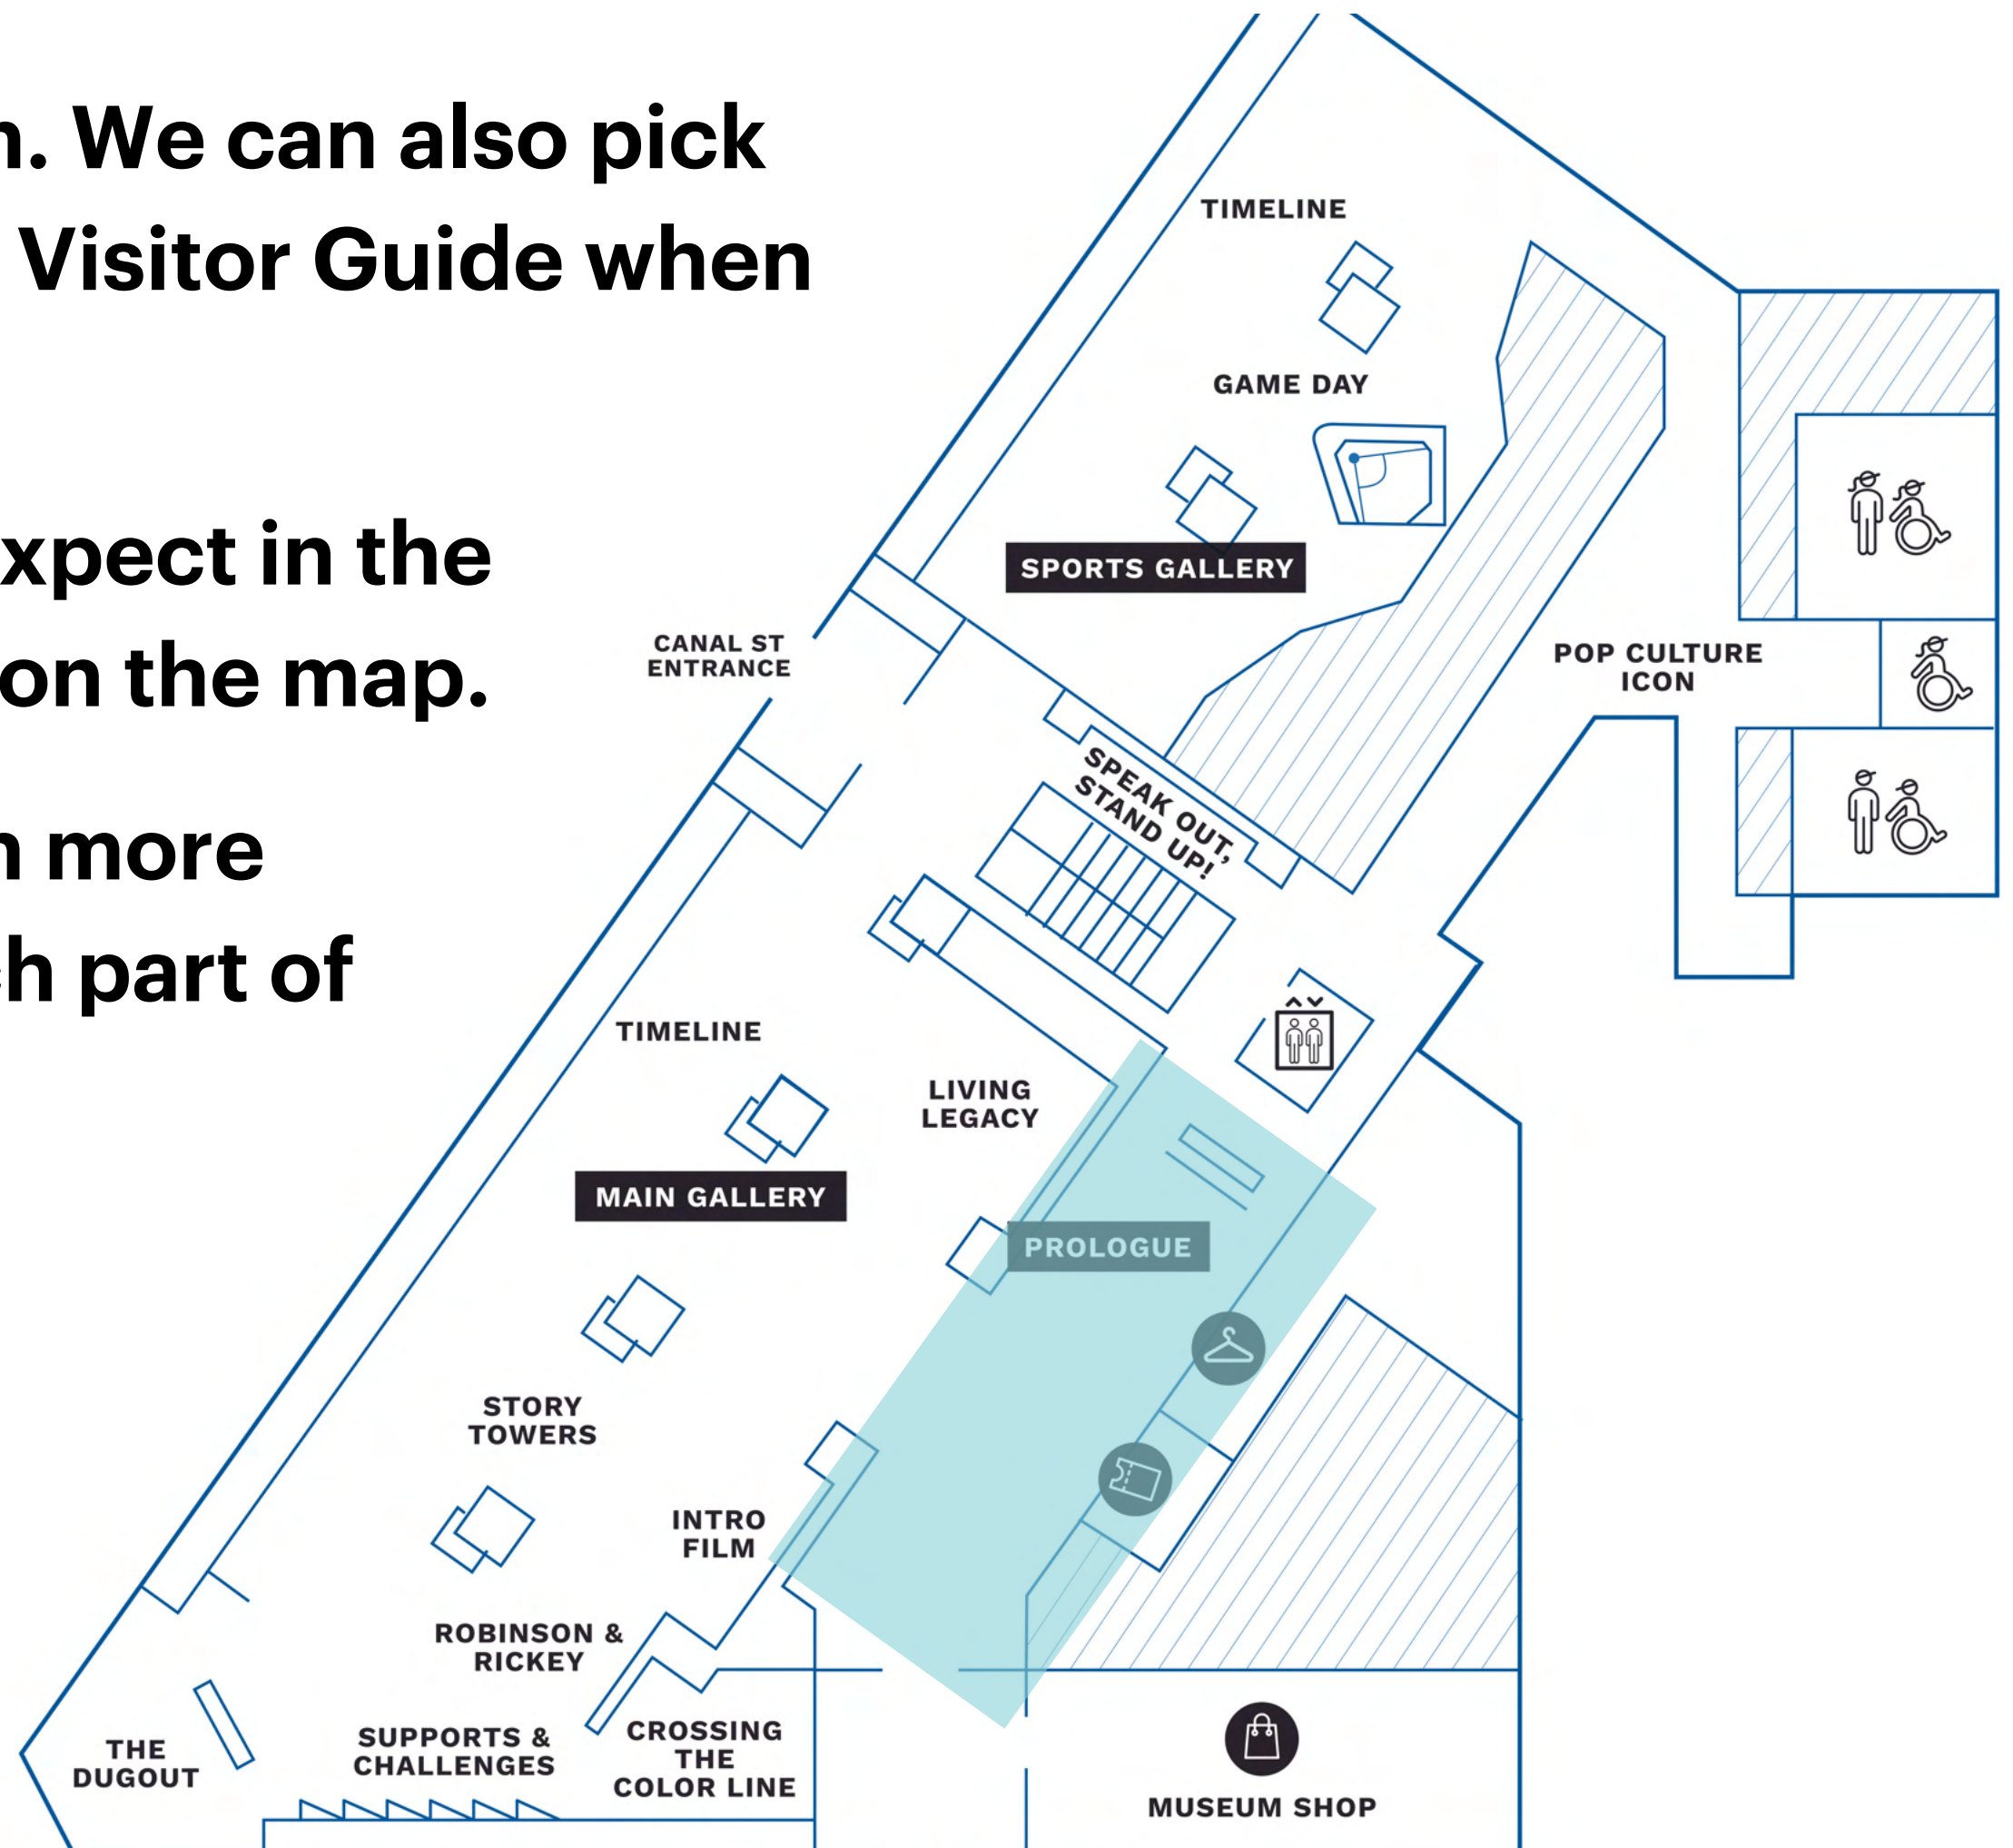 n. We can also pick
Visitor Guide when
xpect in the
on the map.
n more
ch part of
TIMELINE
GAME DAY
SPORTS GALLERY
CANAL ST
ENTRANCE
POP CULTURE
ICON
SPEAK OUT,
STAND UP!
TIMELINE
LIVING
LEGACY
MAIN GALLERY
PROLOGUE
STORY
TOWERS
INTRO
FILM
ROBINSON &
RICKEY
THE
DUGOUT
SUPPORTS &
CHALLENGES
CROSSING
THE
COLOR LINE
MUSEUM SHOP